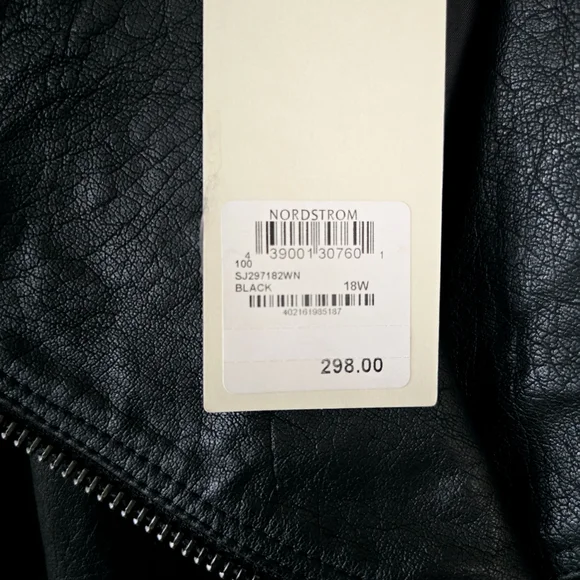 NORDSTROM
4 39001 30760 1
100
SJ297182WN
BLACK 18W
402161985187
298.00